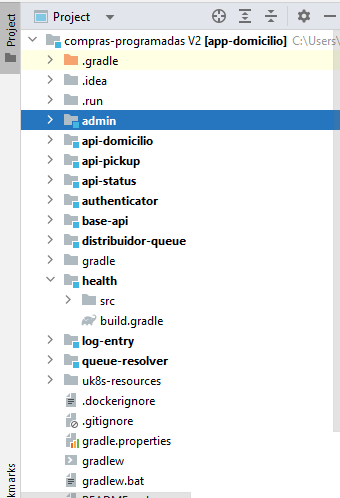 Project
Project
compras-programadas V2 [app-domicilio] C:\Users\
.gradle
.idea
.run
admin
api-domicilio
api-pickup
api-status
authenticator
base-api
distribuidor-queue
gradle
health
src
build.gradle
log-entry
queue-resolver
uk8s-resources
.dockerignore
.gitignore
gradle.properties
gradlew
gradlew.bat
kmarks